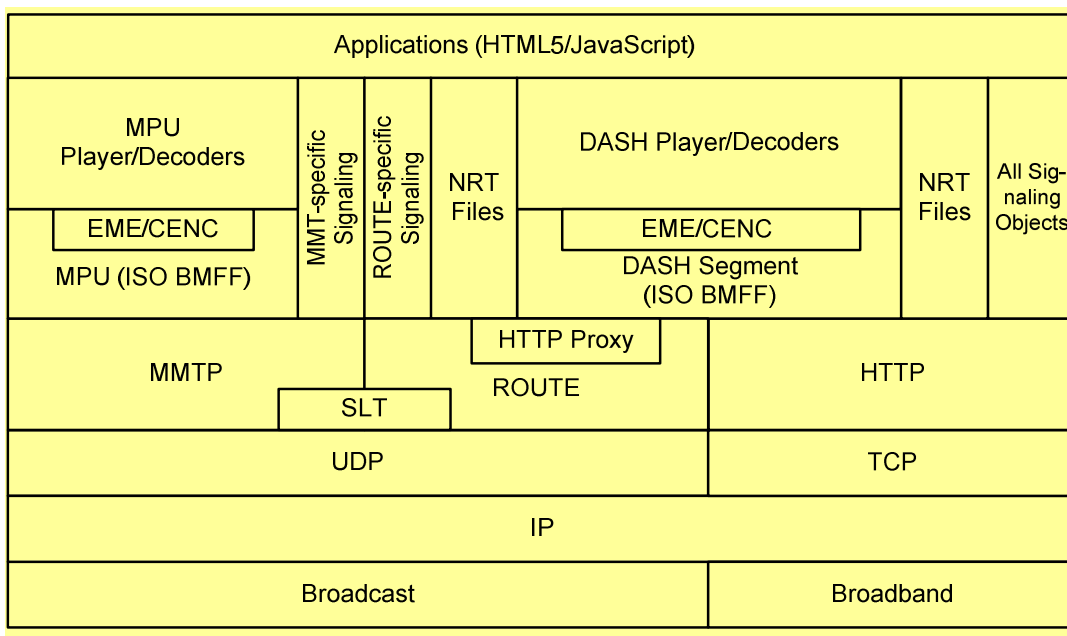 Applications (HTML5/JavaScript)
MPU
Player/Decoders
MMT-specific
Signaling
ROUTE-specific
Signaling
NRT
Files
DASH Player/Decoders
NRT
Files
All Sig-
naling
Objects
EME/CENC
MPU (ISO BMFF)
EME/CENC
DASH Segment
(ISO BMFF)
MMTP
SLT
HTTP Proxy
ROUTE
HTTP
UDP
TCP
IP
Broadcast
Broadband